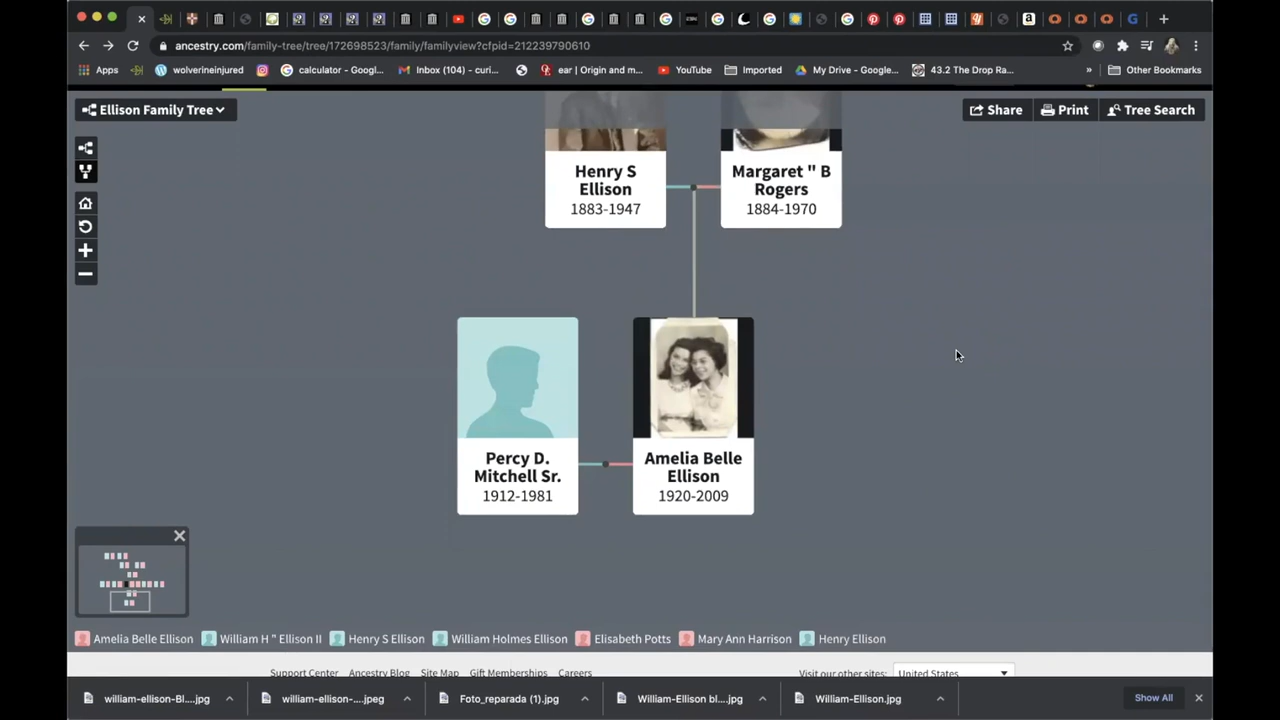 ancestry.com/family-tree/tree/172698523/family/familyview?cfpid=212239790610
Apps
wolverineinjured
calculator - Googl...
Inbox (104) - curi...
ear | Origin and m...
YouTube
Imported
My Drive - Google...
43.2 The Drop Ra...
»
Other Bookmarks
Ellison Family Tree
Share
Print
Tree Search
Henry S
Ellison
1883-1947
Margaret " B
Rogers
1884-1970
Percy D.
Mitchell Sr.
1912-1981
Amelia Belle
Ellison
1920-2009
Amelia Belle Ellison
William H " Ellison II
Henry S Ellison
William Holmes Ellison
Elisabeth Potts
Mary Ann Harrison
Henry Ellison
Support Center
Ancestry Blog
Site Map
Gift Memberships
Careers
Visit our other sites:
United States
william-ellison-Bl....jpg
william-ellison-....jpeg
Foto_reparada (1).jpg
William-Ellison bl....jpg
William-Ellison.jpg
Show All